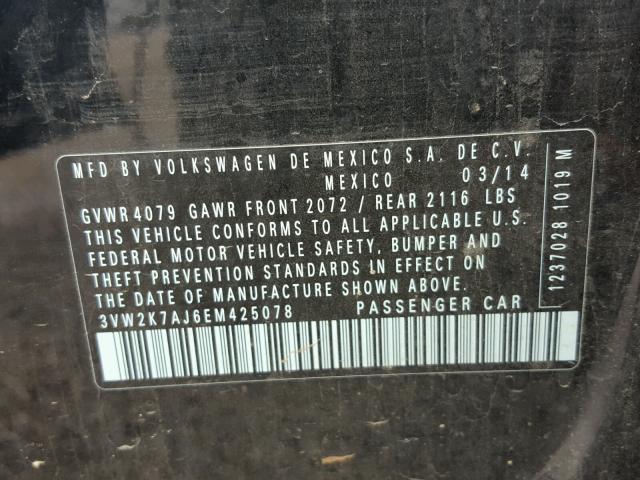 MFD BY VOLKSWAGEN DE MEXICO S.A. DE C.V.
MEXICO 03/14
GVWR 4079 GAWR FRONT 2072 / REAR 2116 LBS
THIS VEHICLE CONFORMS TO ALL APPLICABLE U.S.
FEDERAL MOTOR VEHICLE SAFETY, BUMPER AND
THEFT PREVENTION STANDARDS IN EFFECT ON
THE DATE OF MANUFACTURE SHOWN ABOVE.
3VW2K7AJ6EM425078 PASSENGER CAR
1237028 1019 M